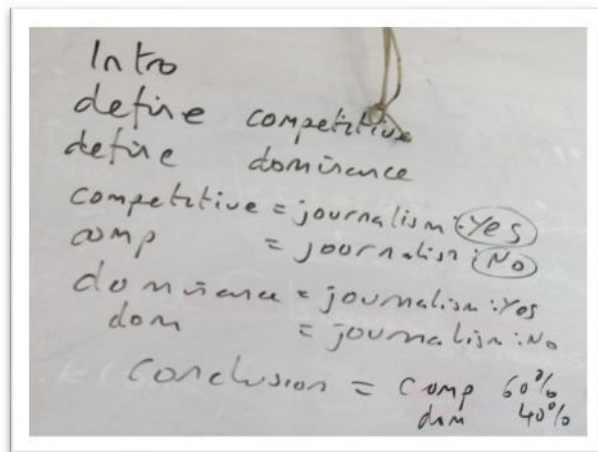 Intro
define competitive
define dominance
competitive = journalism : Yes
comp = journalism : No
dominance = journalism : Yes
dom = journalism : No
Conclusion = comp 60%
dom 40%